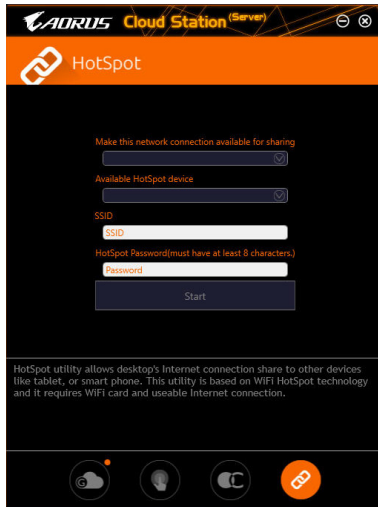 AORUS Cloud Station (Server)
HotSpot
Make this network connection available for sharing
Available HotSpot device
SSID
SSID
HotSpot Password(must have at least 8 characters.)
Password
Start
HotSpot utility allows desktop's Internet connection share to other devices
like tablet, or smart phone. This utility is based on WiFi HotSpot technology
and it requires WiFi card and useable Internet connection.
G